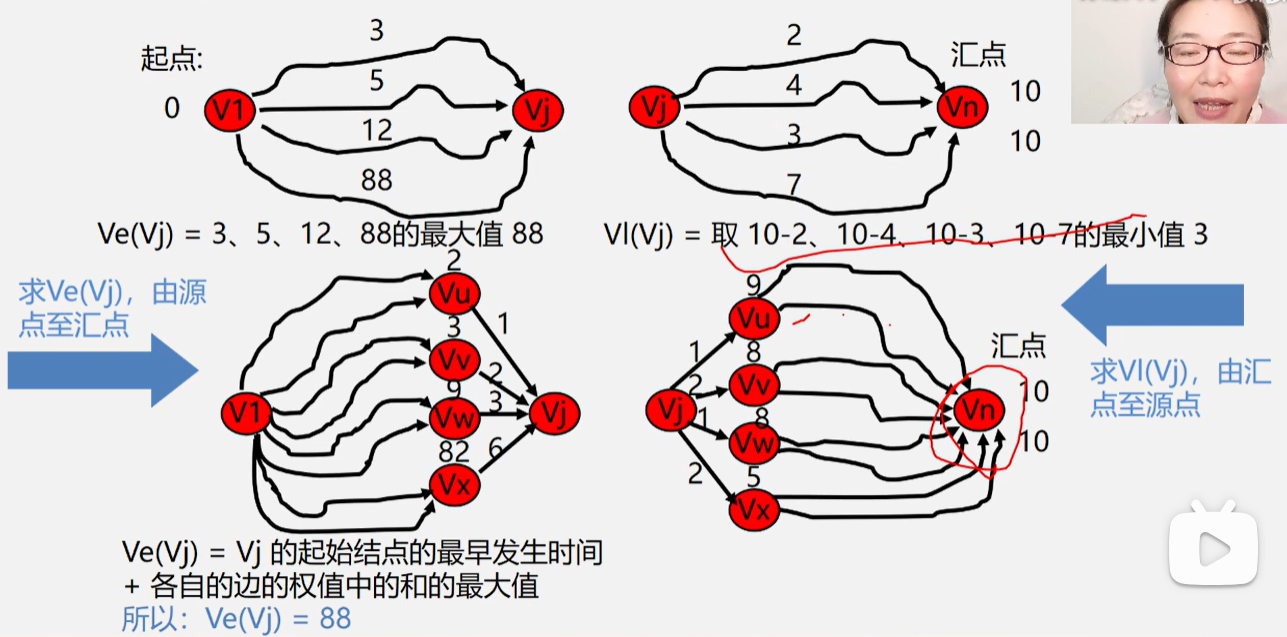 起点:
0
V1
3
5
12
88
Vj
Vj
2
4
3
7
Vn
汇点
10
10
Ve(Vj) = 3、5、12、88的最大值 88
Vl(Vj) = 取 10-2、10-4、10-3、10-7的最小值 3
求Ve(Vj)，由源
点至汇点
V1
2
Vu
3
Vv
9
Vw
82
Vx
1
2
3
6
Vj
Vj
1
2
1
2
9
Vu
8
Vv
8
Vw
5
Vx
汇点
Vn
10
10
求Vl(Vj)，由汇
点至源点
Ve(Vj) = Vj 的起始结点的最早发生时间
+ 各自的边的权值中的和的最大值
所以：Ve(Vj) = 88